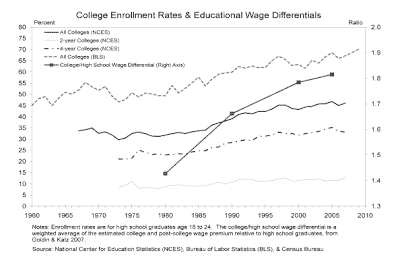 College Enrollment Rates & Educational Wage Differentials
Percent Ratio
80 2.0
75
70 1.9
65
60 1.8
55
50
45 1.7
40
35 1.6
30
25 1.5
20
15 1.4
10
5
0 1.3
All Colleges (NCES)
2-year Colleges (NCES)
4-year Colleges (NCES)
All Colleges (BLS)
College/High School Wage Differential (Right Axis)
1960 1965 1970 1975 1980 1985 1990 1995 2000 2005 2010
Notes: Enrollment rates are for high school graduates age 16 to 24. The college/high school wage differential is a
weighted average of the estimated college and post-college wage premium relative to high school graduates, from
Goldin & Katz 2007.
Source: National Center for Education Statistics (NCES), Bureau of Labor Statistics (BLS), & Census Bureau